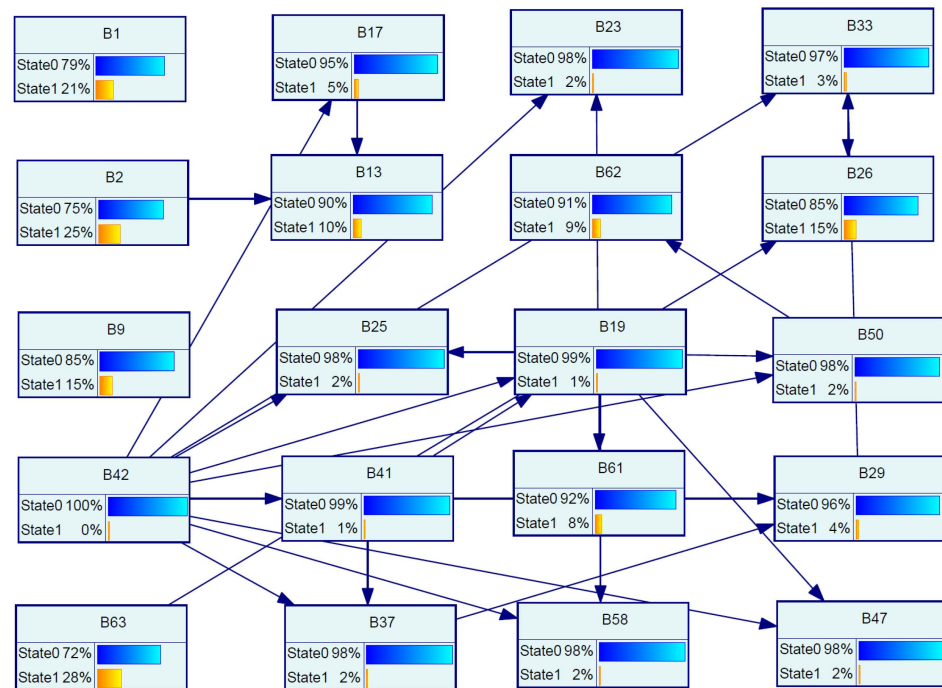 B1
State0 79%
State1 21%
B17
State0 95%
State1 5%
B23
State0 98%
State1 2%
B33
State0 97%
State1 3%
B2
State0 75%
State1 25%
B13
State0 90%
State1 10%
B62
State0 91%
State1 9%
B26
State0 85%
State1 15%
B9
State0 85%
State1 15%
B25
State0 98%
State1 2%
B19
State0 99%
State1 1%
B50
State0 98%
State1 2%
B42
State0 100%
State1 0%
B41
State0 99%
State1 1%
B61
State0 92%
State1 8%
B29
State0 96%
State1 4%
B63
State0 72%
State1 28%
B37
State0 98%
State1 2%
B58
State0 98%
State1 2%
B47
State0 98%
State1 2%